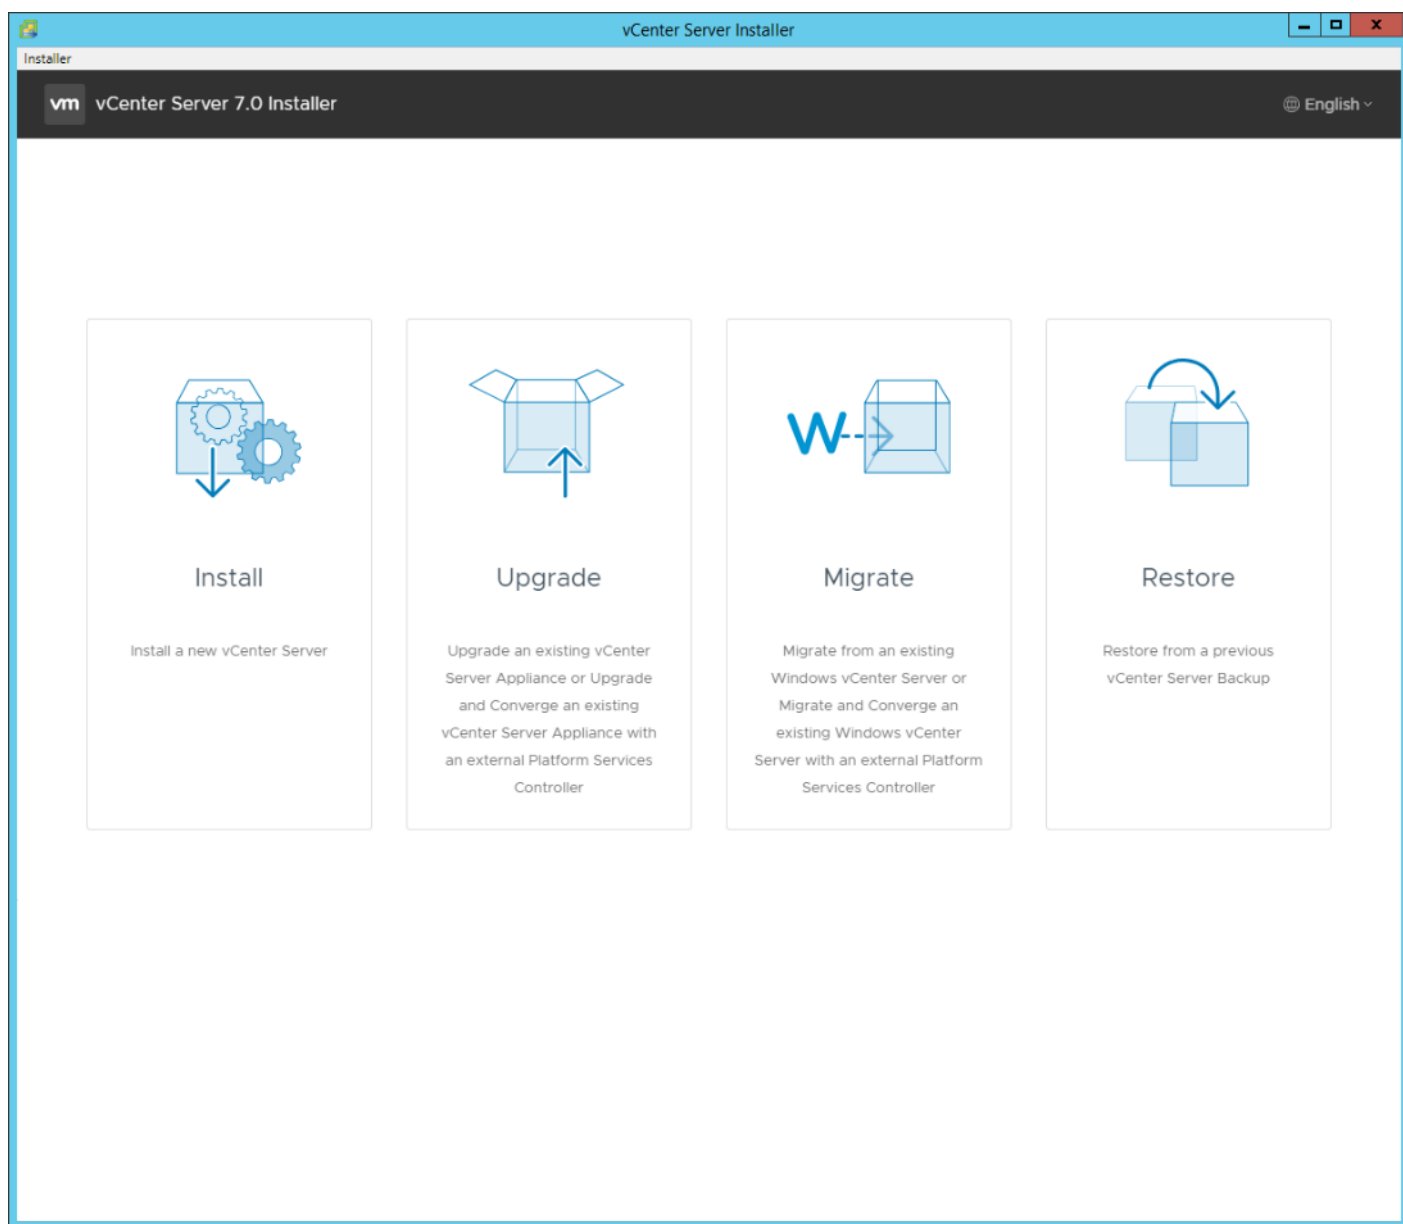 vCenter Server Installer
Installer
vm vCenter Server 7.0 Installer
English
Install
Install a new vCenter Server
Upgrade
Upgrade an existing vCenter
Server Appliance or Upgrade
and Converge an existing
vCenter Server Appliance with
an external Platform Services
Controller
W
Migrate
Migrate from an existing
Windows vCenter Server or
Migrate and Converge an
existing Windows vCenter
Server with an external Platform
Services Controller
Restore
Restore from a previous
vCenter Server Backup